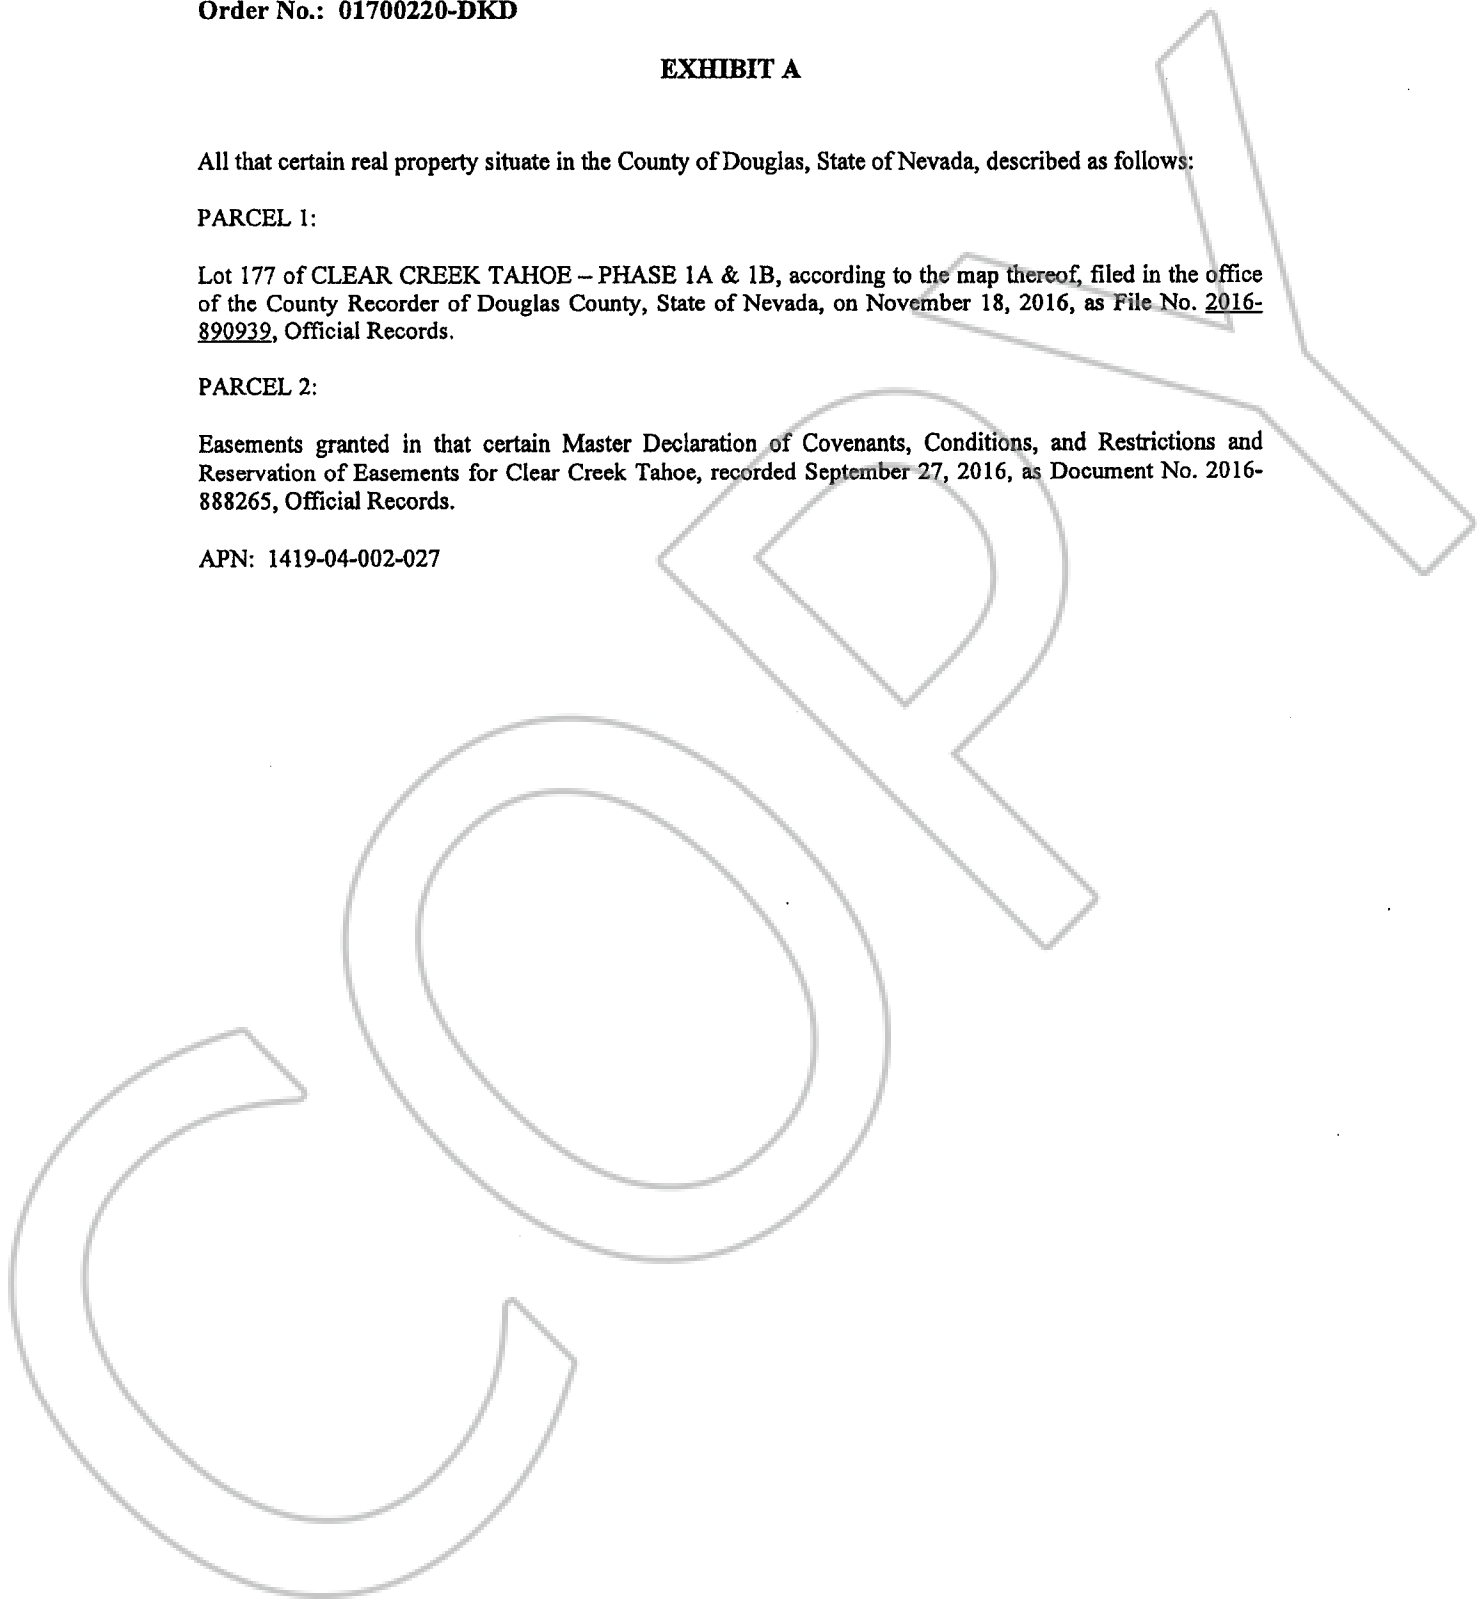 Order No.: 01700220-DKD
EXHIBIT A
All that certain real property situate in the County of Douglas, State of Nevada, described as follows:
PARCEL 1:
Lot 177 of CLEAR CREEK TAHOE – PHASE 1A & 1B, according to the map thereof, filed in the office
of the County Recorder of Douglas County, State of Nevada, on November 18, 2016, as File No. 2016-
890939, Official Records.
PARCEL 2:
Easements granted in that certain Master Declaration of Covenants, Conditions, and Restrictions and
Reservation of Easements for Clear Creek Tahoe, recorded September 27, 2016, as Document No. 2016-
888265, Official Records.
APN: 1419-04-002-027
COPY